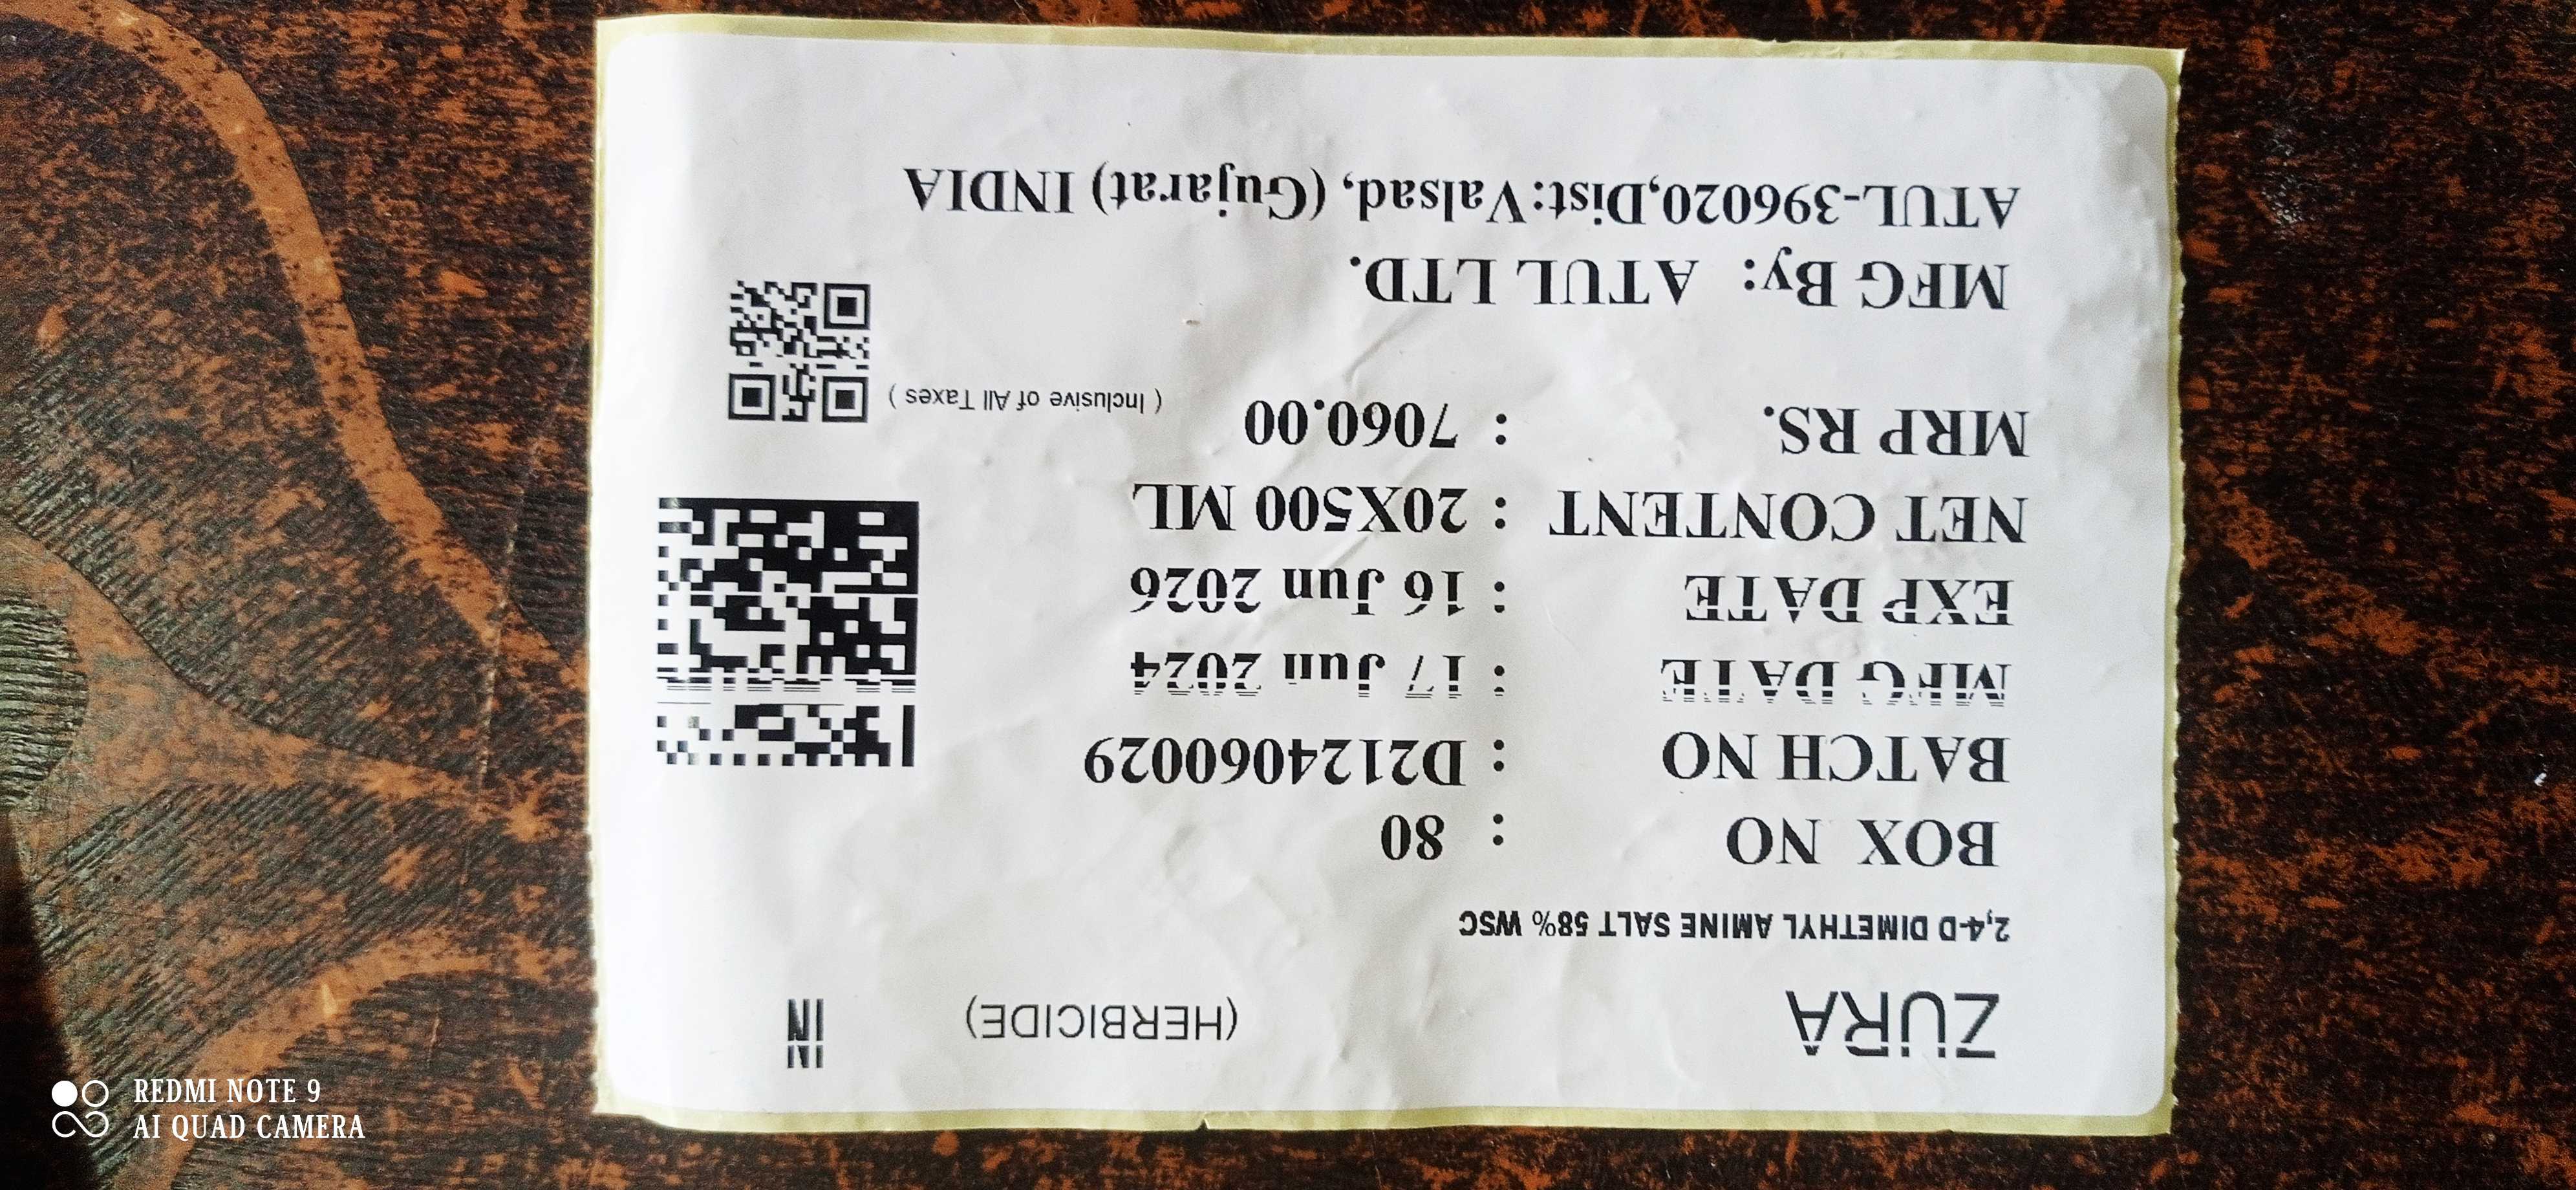 ZURA (HERBICIDE) IN
2,4-D DIMETHYL AMINE SALT 58% WSC
BOX NO : 80
BATCH NO : D2124060029
MFG DATE : 17 Jun 2024
EXP DATE : 16 Jun 2026
NET CONTENT : 20X500 ML
MRP RS. : 7060.00 ( Inclusive of All Taxes )
MFG By: ATUL LTD.
ATUL-396020,Dist:Valsad, (Gujarat) INDIA
REDMI NOTE 9
AI QUAD CAMERA